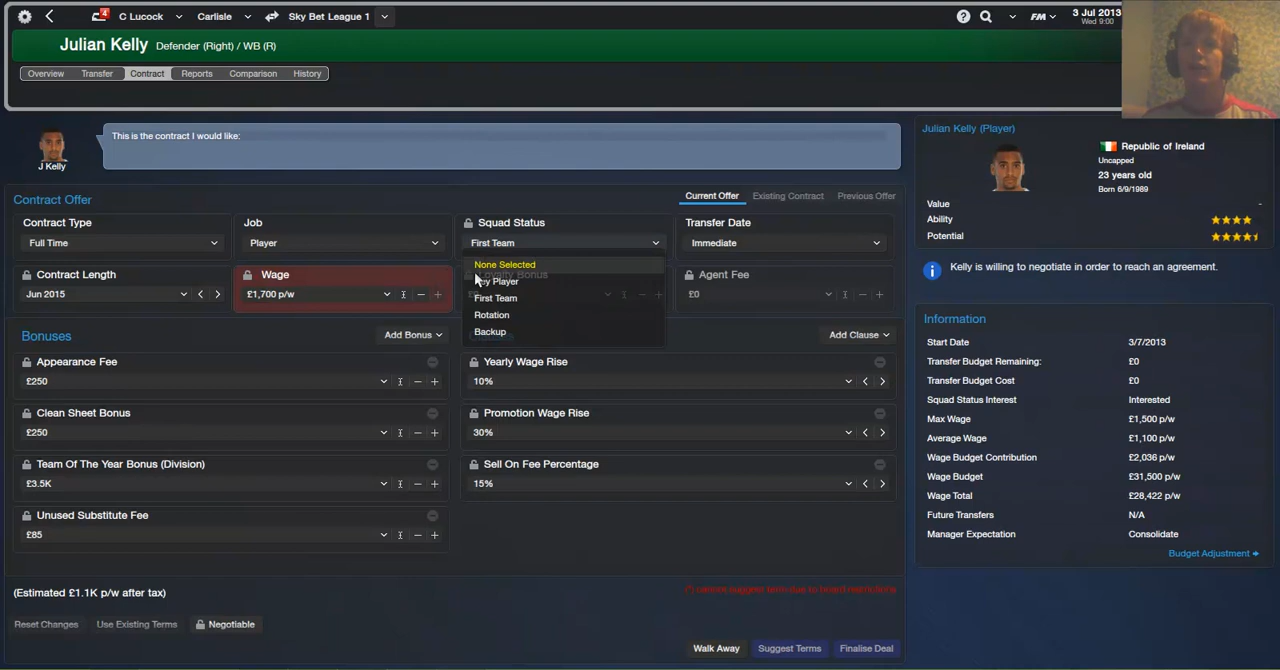 4 C Lucock Carlisle Sky Bet League 1 ? FM 3 Jul 2013
Wed 9:00
Julian Kelly Defender (Right) / WB (R)
Overview Transfer Contract Reports Comparison History
This is the contract I would like:
J Kelly
Julian Kelly (Player)
Republic of Ireland
Uncapped
23 years old
Born 6/9/1989
Value -
Ability
Potential
i Kelly is willing to negotiate in order to reach an agreement.
Contract Offer Current Offer Existing Contract Previous Offer
Contract Type Job Squad Status Transfer Date
Full Time Player First Team Immediate
None Selected
Key Player
First Team
Rotation
Backup
Contract Length Wage Loyalty Bonus Agent Fee
Jun 2015 £1,700 p/w £0
Bonuses Add Bonus Add Clause
Appearance Fee Yearly Wage Rise
£250 10%
Clean Sheet Bonus Promotion Wage Rise
£250 30%
Team Of The Year Bonus (Division) Sell On Fee Percentage
£3.5K 15%
Unused Substitute Fee
£85
Information
Start Date 3/7/2013
Transfer Budget Remaining: £0
Transfer Budget Cost £0
Squad Status Interest Interested
Max Wage £1,500 p/w
Average Wage £1,100 p/w
Wage Budget Contribution £2,036 p/w
Wage Budget £31,500 p/w
Wage Total £28,422 p/w
Future Transfers N/A
Manager Expectation Consolidate
Budget Adjustment
(Estimated £1.1K p/w after tax) (*) cannot suggest terms due to board restrictions
Reset Changes Use Existing Terms Negotiable
Walk Away Suggest Terms Finalise Deal